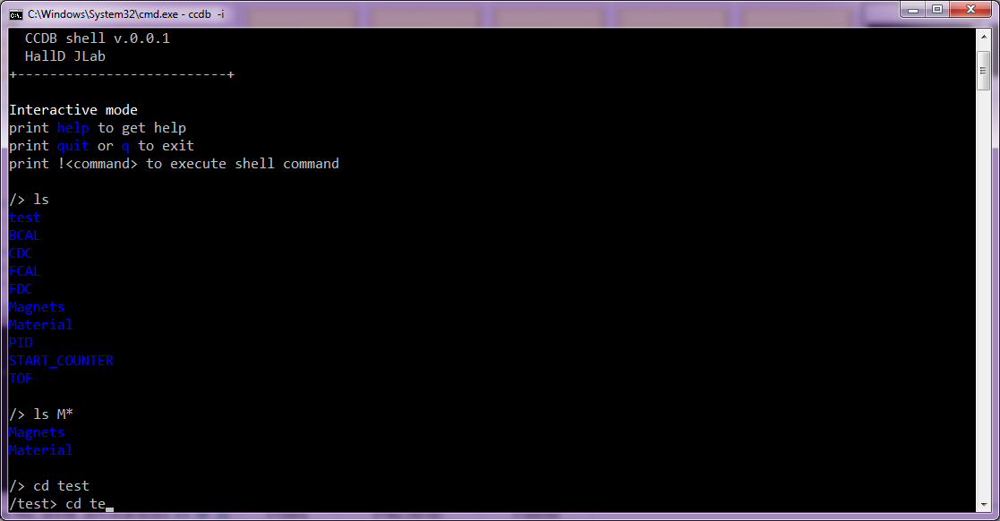 C:\Windows\System32\cmd.exe - ccdb  -i
CCDB shell v.0.0.1
HallD JLab
+--------------------------+
Interactive mode
print help to get help
print quit or q to exit
print !<command> to execute shell command
/> ls
test
BCAL
CDC
FCAL
FDC
Magnets
Material
PID
START_COUNTER
TOF
/> ls M*
Magnets
Material
/> cd test
/test> cd te_